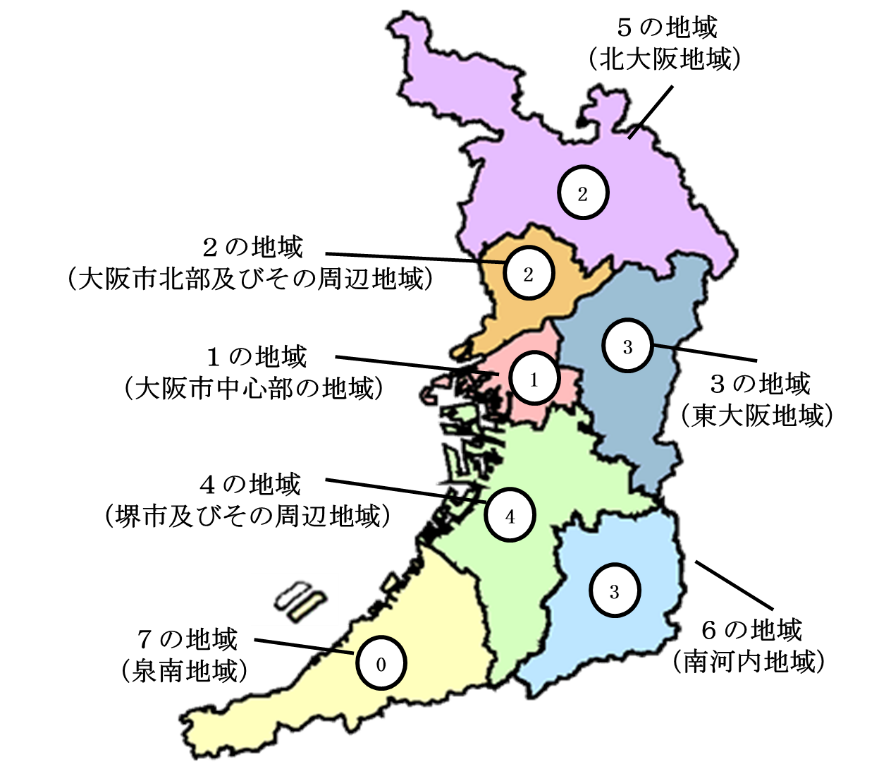 ５の地域
（北大阪地域）
2
２の地域
（大阪市北部及びその周辺地域）
2
１の地域
（大阪市中心部の地域）
1
3
３の地域
（東大阪地域）
４の地域
（堺市及びその周辺地域）
4
3
６の地域
（南河内地域）
７の地域
（泉南地域）
0